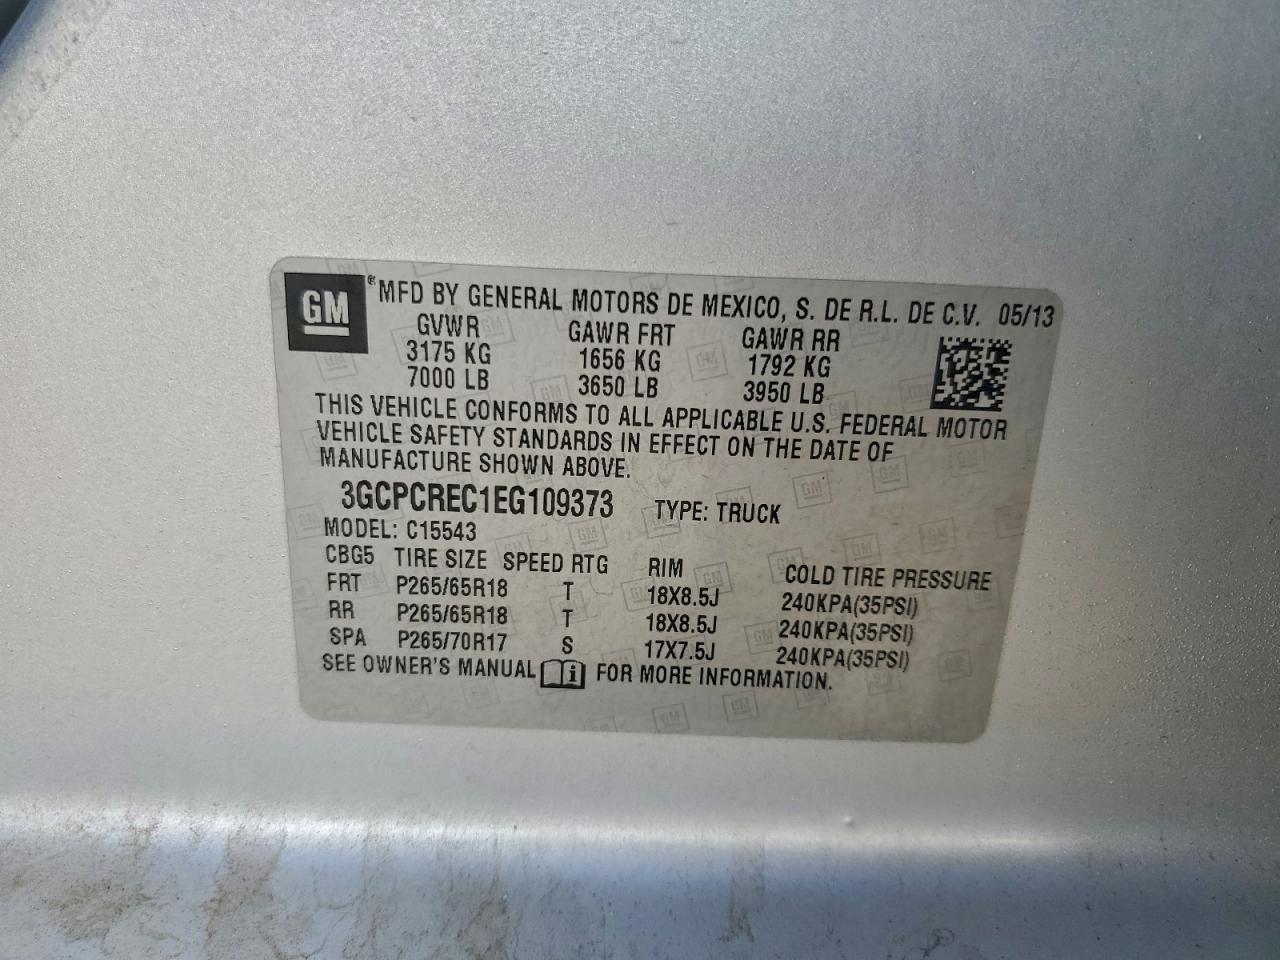 GM ® MFD BY GENERAL MOTORS DE MEXICO, S. DE R.L. DE C.V. 05/13
GVWR GAWR FRT GAWR RR
3175 KG 1656 KG 1792 KG
7000 LB 3650 LB 3950 LB
THIS VEHICLE CONFORMS TO ALL APPLICABLE U.S. FEDERAL MOTOR
VEHICLE SAFETY STANDARDS IN EFFECT ON THE DATE OF
MANUFACTURE SHOWN ABOVE.
3GCPCREC1EG109373 TYPE: TRUCK
MODEL: C15543
CBG5 TIRE SIZE SPEED RTG RIM COLD TIRE PRESSURE
FRT P265/65R18 T 18X8.5J 240KPA(35PSI)
RR P265/65R18 T 18X8.5J 240KPA(35PSI)
SPA P265/70R17 S 17X7.5J 240KPA(35PSI)
SEE OWNER'S MANUAL i FOR MORE INFORMATION.